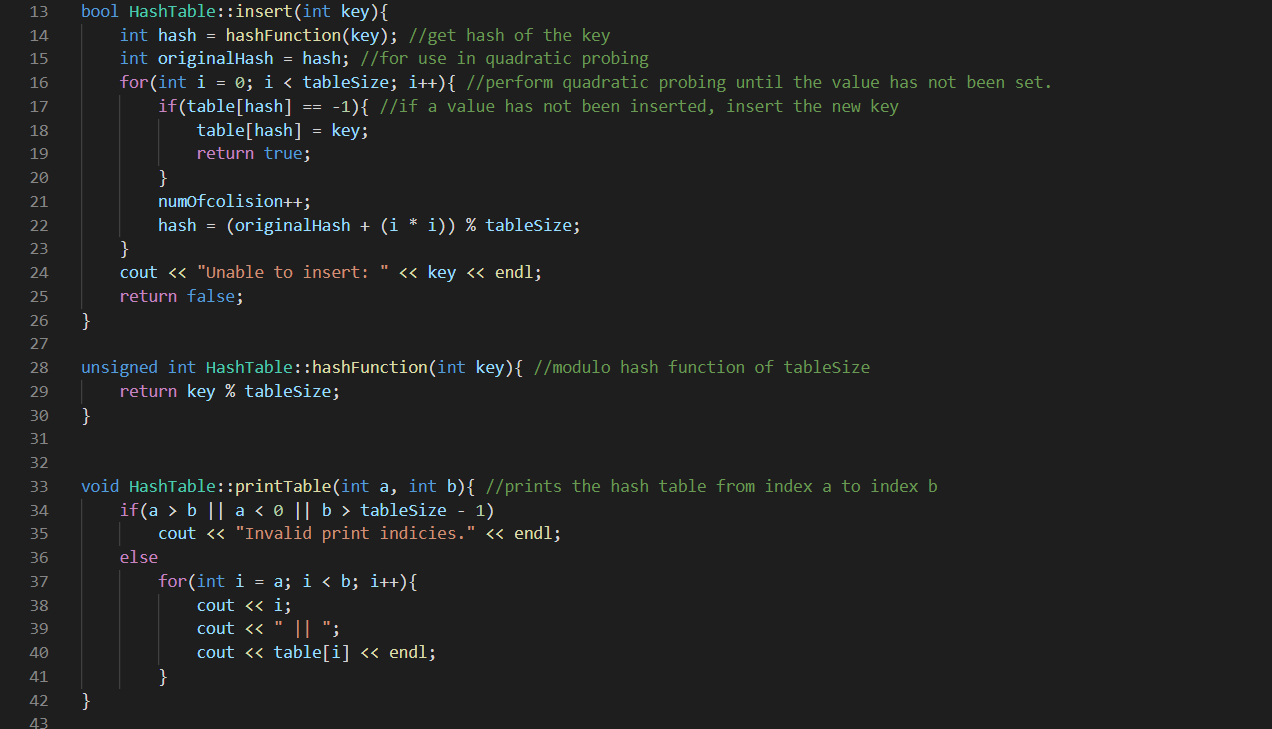 13 bool HashTable::insert(int key){
14     int hash = hashFunction(key); //get hash of the key
15     int originalHash = hash; //for use in quadratic probing
16     for(int i = 0; i < tableSize; i++){ //perform quadratic probing until the value has not been set.
17         if(table[hash] == -1){ //if a value has not been inserted, insert the new key
18             table[hash] = key;
19             return true;
20         }
21         numOfcolision++;
22         hash = (originalHash + (i * i)) % tableSize;
23     }
24     cout << "Unable to insert: " << key << endl;
25     return false;
26 }
27
28 unsigned int HashTable::hashFunction(int key){ //modulo hash function of tableSize
29     return key % tableSize;
30 }
31
32
33 void HashTable::printTable(int a, int b){ //prints the hash table from index a to index b
34     if(a > b || a < 0 || b > tableSize - 1)
35         cout << "Invalid print indicies." << endl;
36     else
37         for(int i = a; i < b; i++){
38             cout << i;
39             cout << " || ";
40             cout << table[i] << endl;
41         }
42 }
43